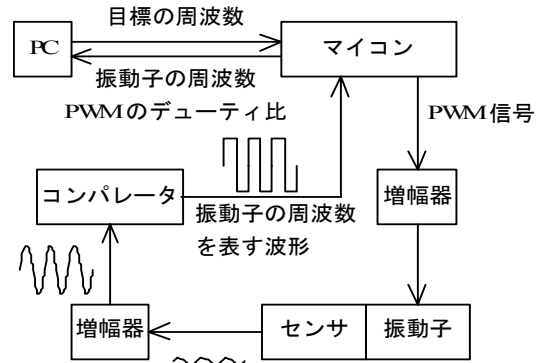 目標の周波数
PC
マイコン
振動子の周波数
PWMのデューティ比
PWM信号
コンパレータ
増幅器
振動子の周波数
を表す波形
増幅器
センサ
振動子